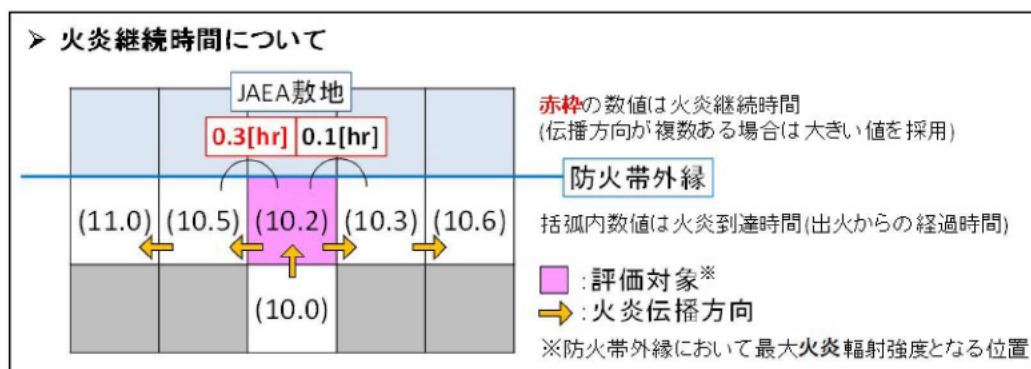 ➤ 火炎継続時間について
JAEA敷地
0.3[hr] 0.1[hr]
赤枠の数値は火炎継続時間
(伝播方向が複数ある場合は大きい値を採用)
防火帯外縁
(11.0) (10.5) (10.2) (10.3) (10.6)
括弧内数値は火炎到達時間(出火からの経過時間)
:評価対象※
(10.0)
:火炎伝播方向
※防火帯外縁において最大火炎輻射強度となる位置